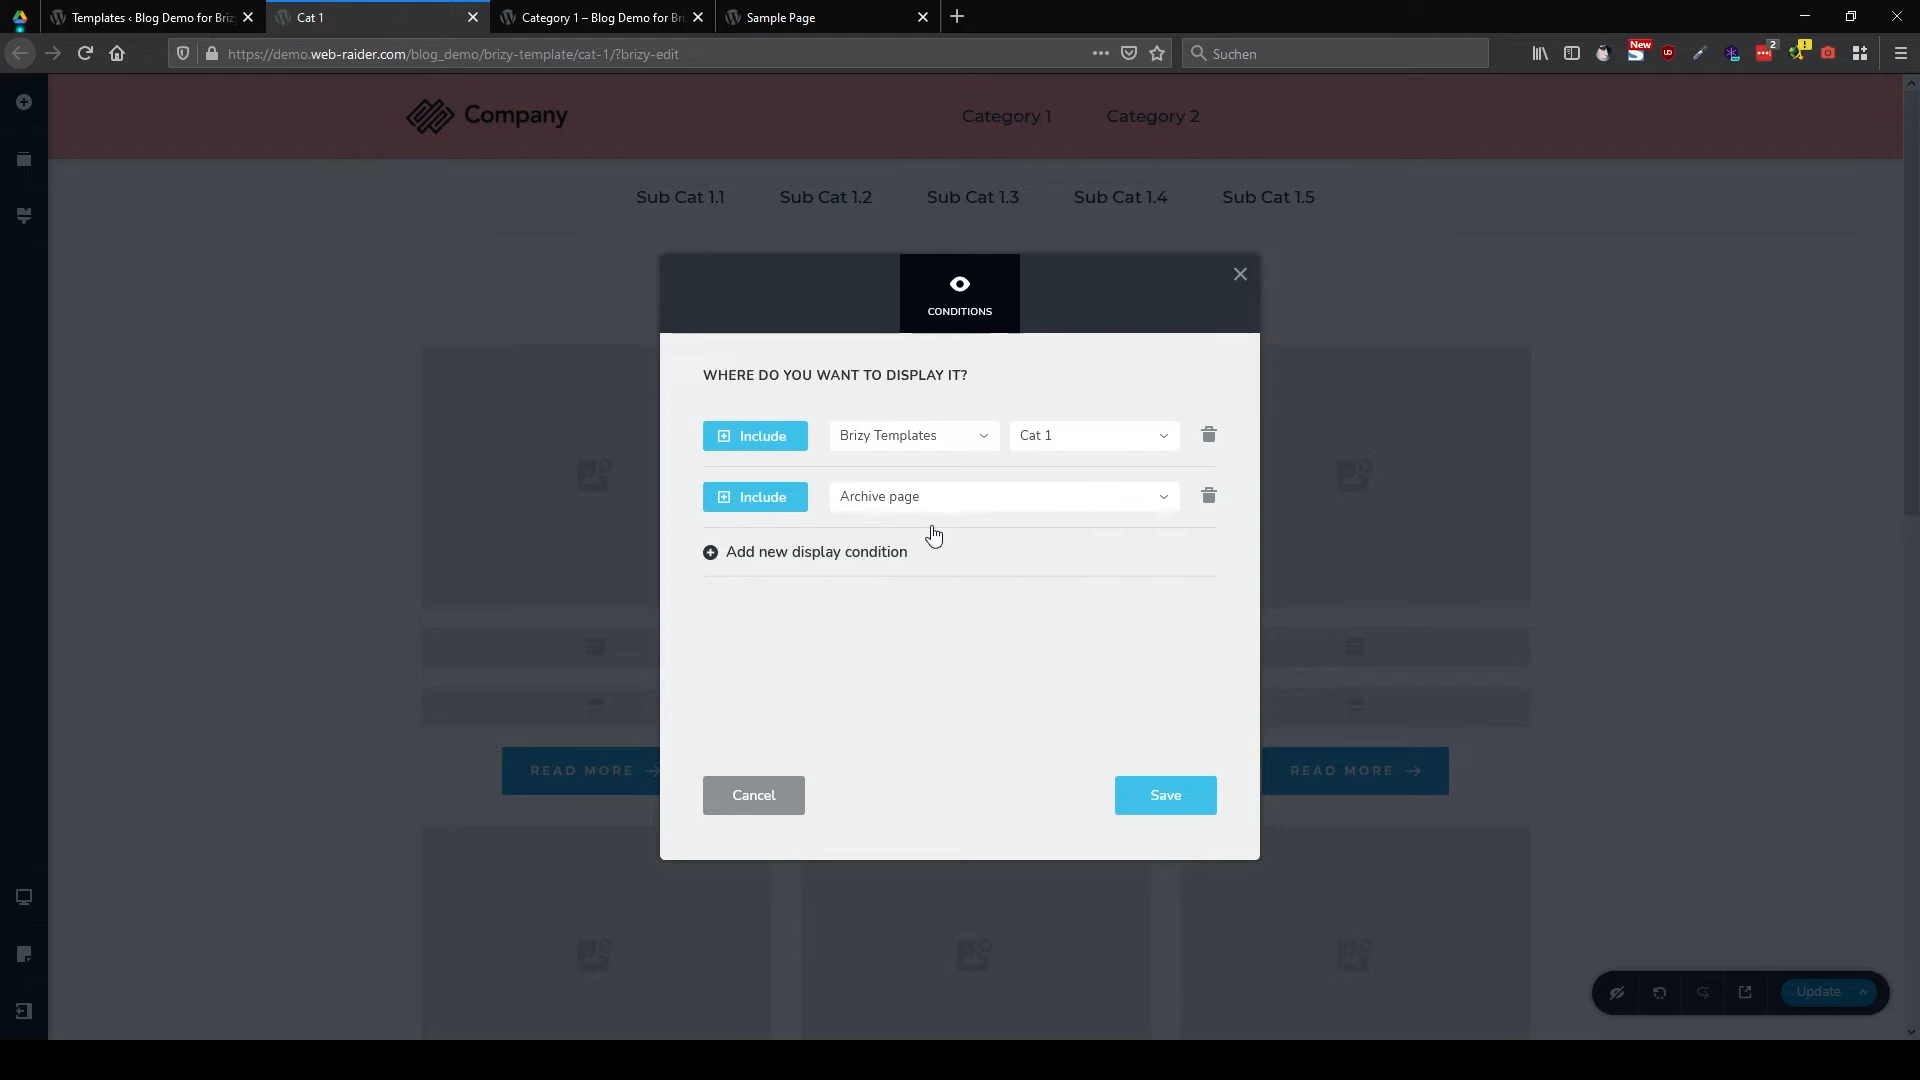 Templates ‹ Blog Demo for Briz
Cat 1
Category 1 – Blog Demo for Bri
Sample Page
https://demo.web-raider.com/blog_demo/brizy-template/cat-1/?brizy-edit
Suchen
New
2
Company
Category 1
Category 2
Sub Cat 1.1
Sub Cat 1.2
Sub Cat 1.3
Sub Cat 1.4
Sub Cat 1.5
CONDITIONS
WHERE DO YOU WANT TO DISPLAY IT?
Include
Brizy Templates
Cat 1
Include
Archive page
Add new display condition
READ MORE
READ MORE
Cancel
Save
Update